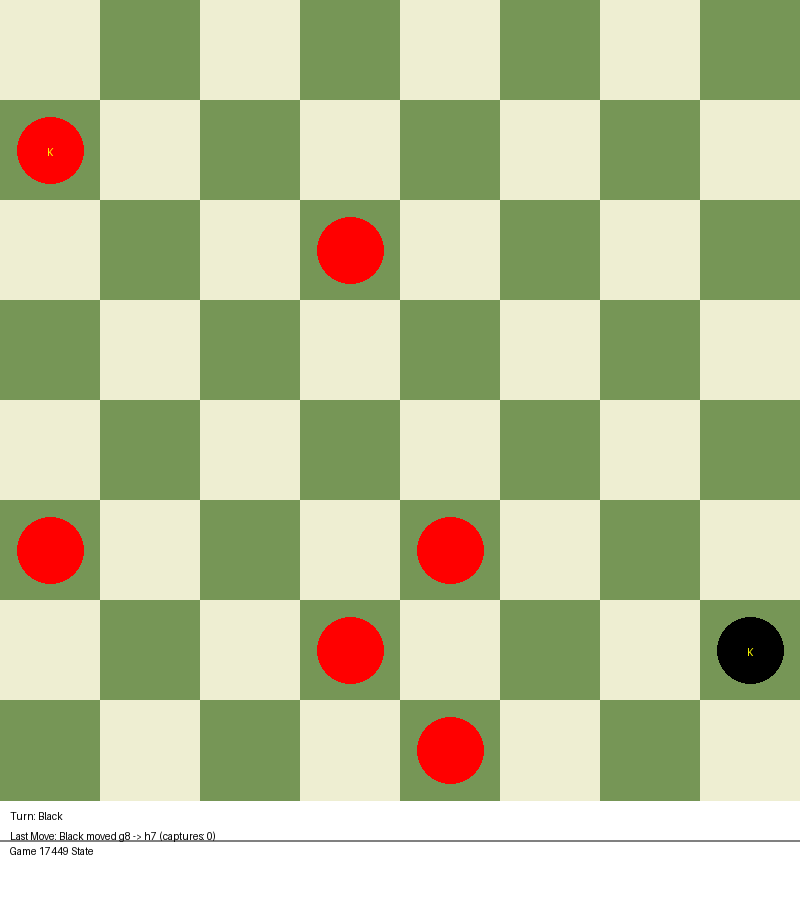 K
K
Turn: Black
Last Move: Black moved g8 -> h7 (captures: 0)
Game 17449 State